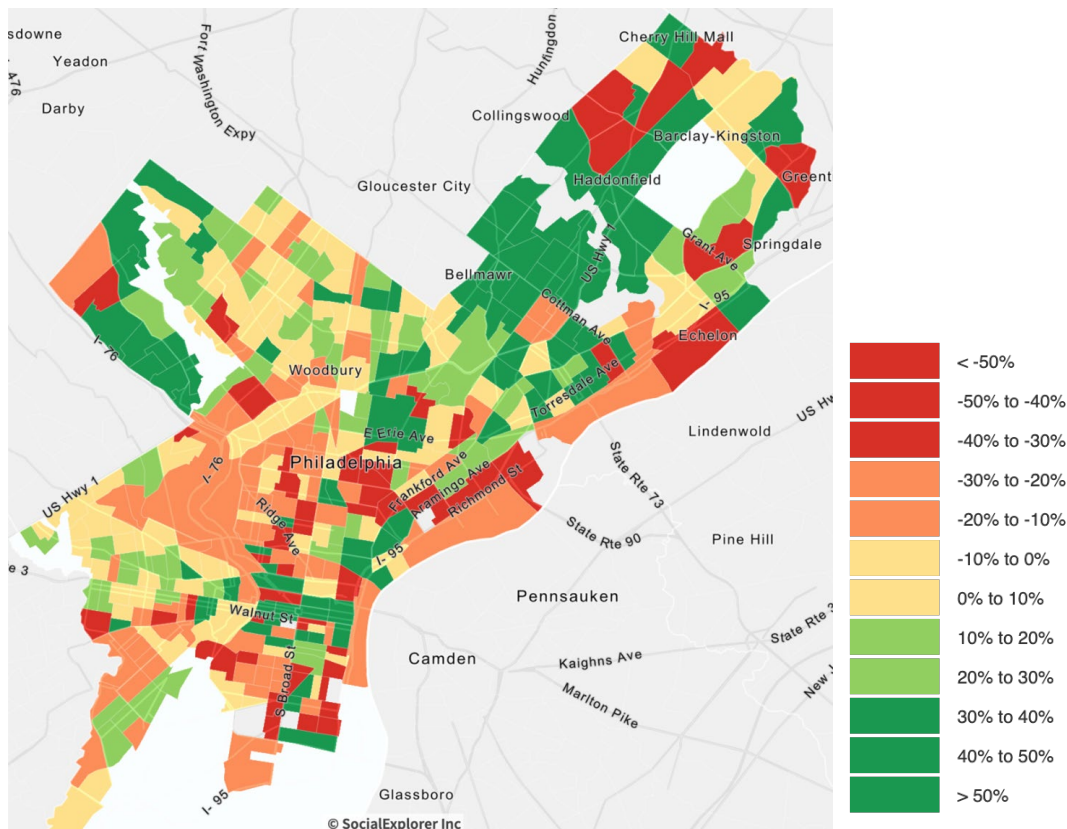 sdowne
Yeadon
A76
Darby
Fort Washington Expy
Huntingdon
Cherry Hill Mall
Collingswood
Barclay-Kingston
Gloucester City
Haddonfield
Greent
Grant Ave
Springdale
US Hwy 1
Bellmawr
Cottman Ave
I- 95
Echelon
I- 76
Woodbury
Torresdale Ave
US Hw
E Erie Ave
Lindenwold
Philadelphia
I- 76
Frankford Ave
Aramingo Ave
Richmond St
State Rte 73
US Hwy 1
Ridge Ave
State Rte 90
Pine Hill
I- 95
e 3
Pennsauken
Walnut St
State Rte 3
Camden
Kaighns Ave
S Broad St
Marlton Pike
New J
I- 95
Glassboro
© SocialExplorer Inc
< -50%
-50% to -40%
-40% to -30%
-30% to -20%
-20% to -10%
-10% to 0%
0% to 10%
10% to 20%
20% to 30%
30% to 40%
40% to 50%
> 50%